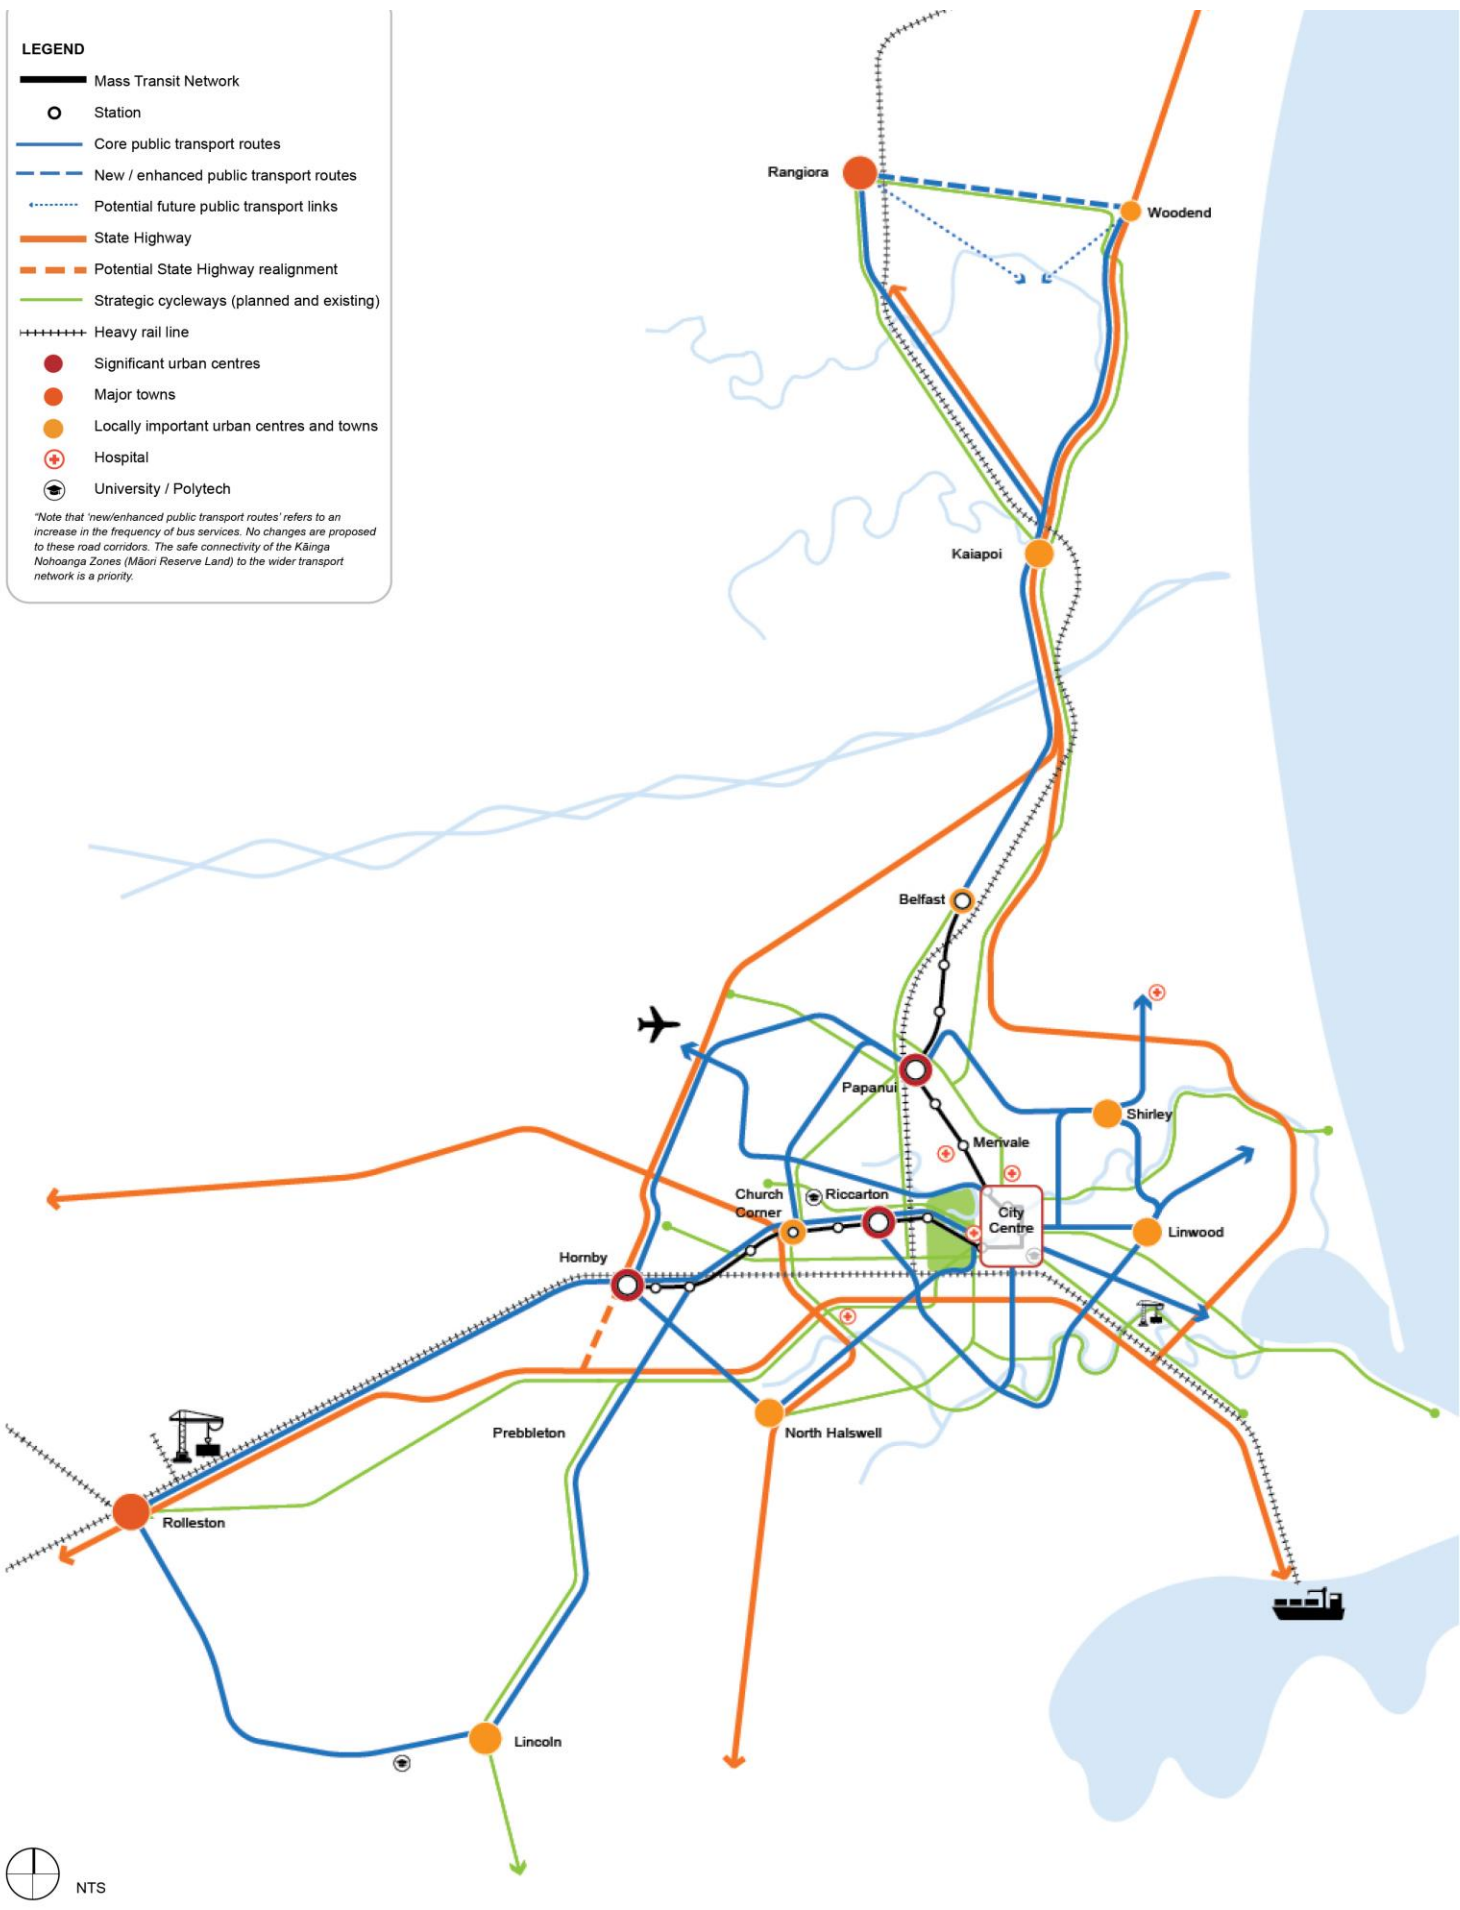 LEGEND
Mass Transit Network
Station
Core public transport routes
New / enhanced public transport routes
Potential future public transport links
State Highway
Potential State Highway realignment
Strategic cycleways (planned and existing)
Heavy rail line
Significant urban centres
Major towns
Locally important urban centres and towns
Hospital
University / Polytech
"Note that 'new/enhanced public transport routes' refers to an
increase in the frequency of bus services. No changes are proposed
to these road corridors. The safe connectivity of the Kāinga
Nohoanga Zones (Māori Reserve Land) to the wider transport
network is a priority.
Rangiora
Woodend
Kaiapoi
Belfast
Papanui
Shirley
Merivale
Church
Corner
Riccarton
City
Centre
Linwood
Hornby
North Halswell
Prebbleton
Rolleston
Lincoln
NTS